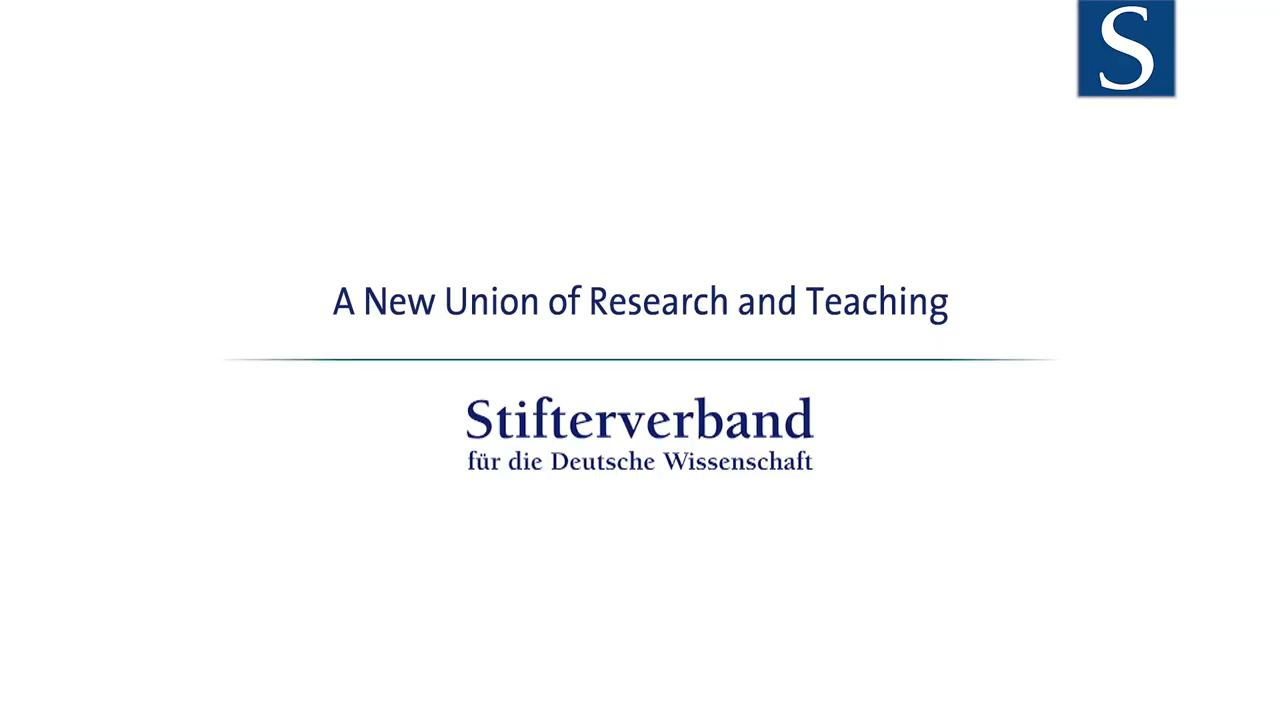 S
A New Union of Research and Teaching
Stifterverband
für die Deutsche Wissenschaft